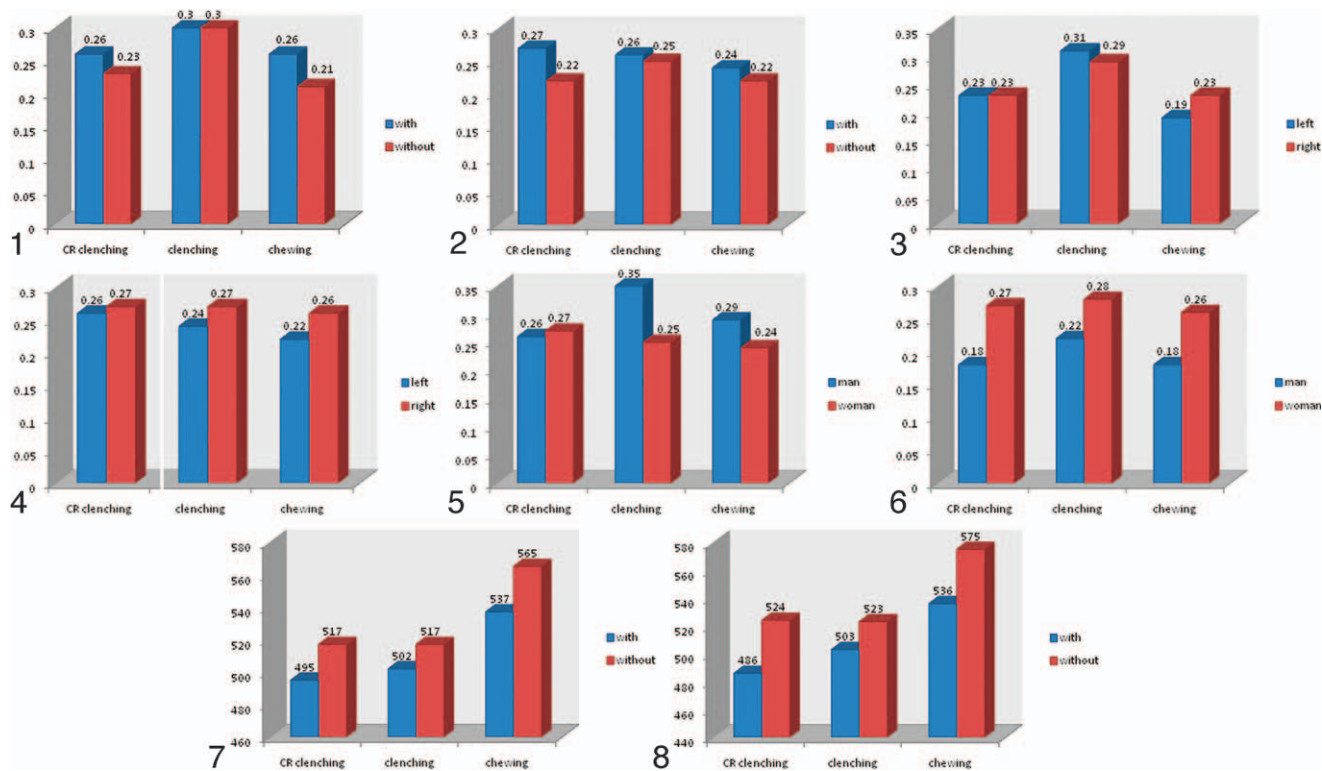 0.3
0.25
0.2
0.15
0.1
0.05
0
0.26
0.23
0.3
0.3
0.26
0.21
CR clenching
clenching
chewing
with
without
1
0.3
0.25
0.2
0.15
0.1
0.05
0
0.27
0.22
0.26
0.25
0.24
0.22
CR clenching
clenching
chewing
with
without
2
0.35
0.3
0.25
0.2
0.15
0.1
0.05
0
0.23
0.23
0.31
0.29
0.19
0.23
CR clenching
clenching
chewing
left
right
3
0.3
0.25
0.2
0.15
0.1
0.05
0
0.26
0.27
0.24
0.27
0.22
0.26
CR clenching
clenching
chewing
left
right
4
0.35
0.3
0.25
0.2
0.15
0.1
0.05
0
0.26
0.27
0.35
0.25
0.29
0.24
CR clenching
clenching
chewing
man
woman
5
0.3
0.25
0.2
0.15
0.1
0.05
0
0.18
0.27
0.22
0.28
0.18
0.26
CR clenching
clenching
chewing
man
woman
6
580
560
540
520
500
480
460
495
517
502
517
537
565
CR clenching
clenching
chewing
with
without
7
580
560
540
520
500
480
460
440
486
524
503
523
536
575
CR clenching
clenching
chewing
with
without
8